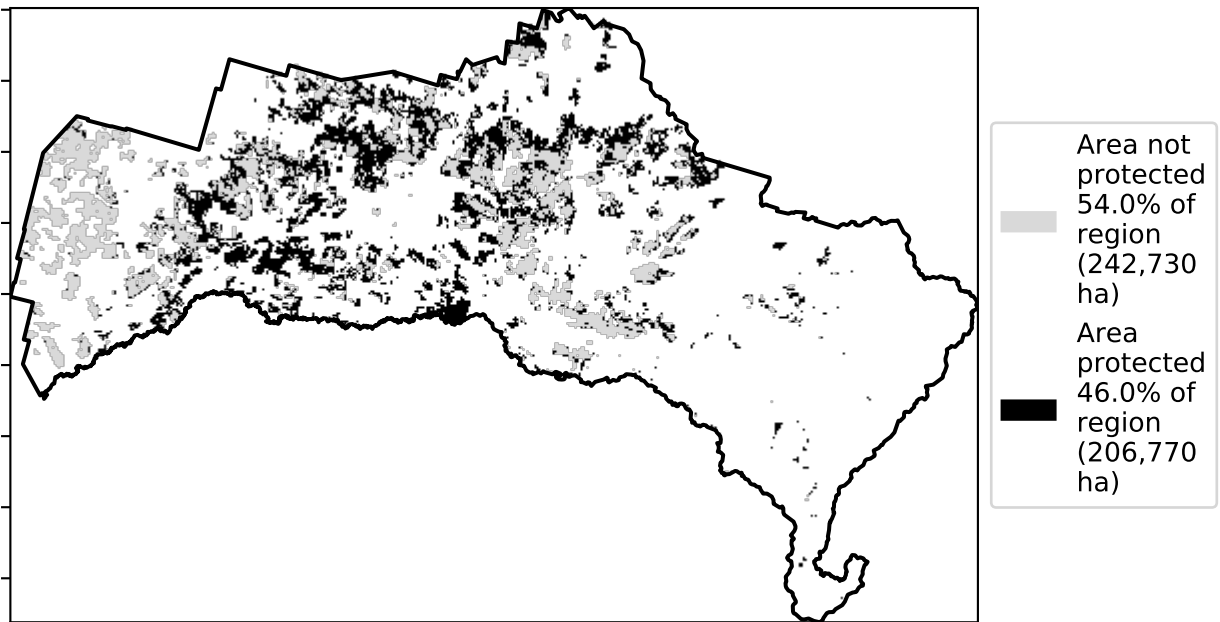 Area not
protected
54.0% of
region
(242,730
ha)
Area
protected
46.0% of
region
(206,770
ha)